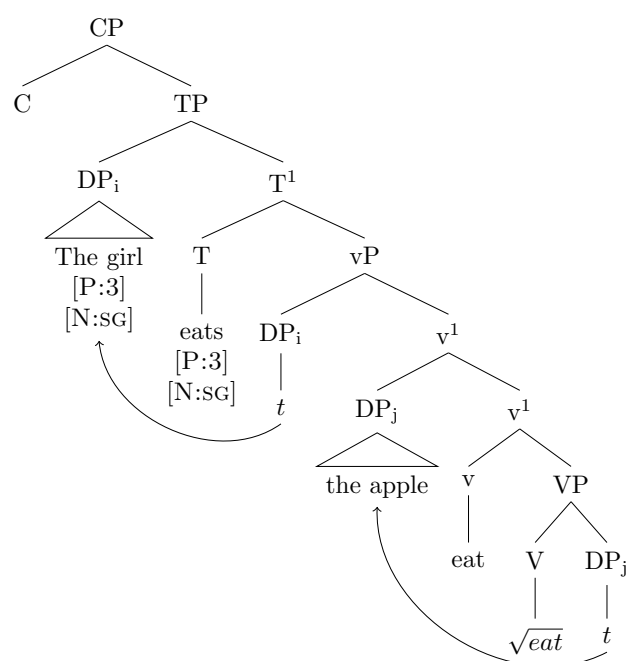 CP
C TP
DPi T¹
The girl T vP
[P:3]
[N:SG] eats DPi v¹
[P:3]
[N:SG] t DPj v¹
the apple v VP
eat V DPj
√eat t